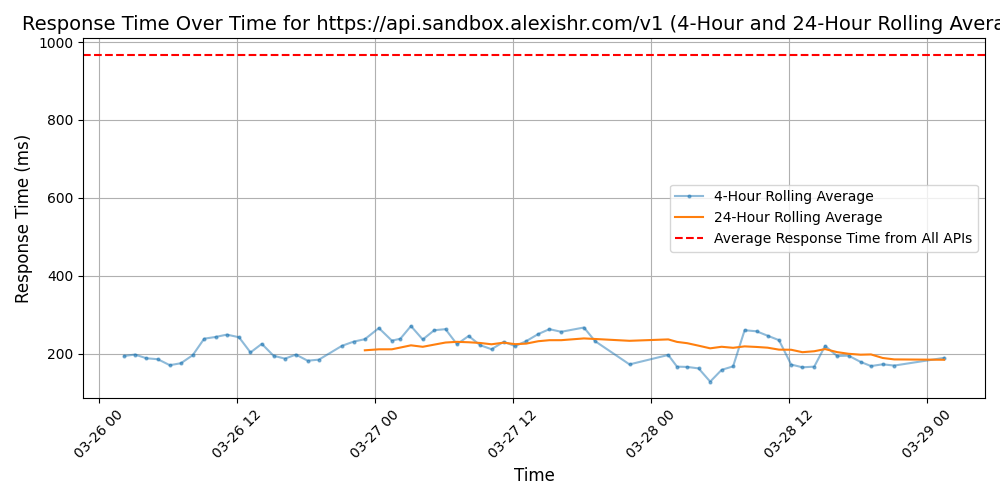 Response Time Over Time for https://api.sandbox.alexishr.com/v1 (4-Hour and 24-Hour Rolling Avera
1000
800
600
400
200
Response Time (ms)
4-Hour Rolling Average
24-Hour Rolling Average
Average Response Time from All APIs
03-26 00
03-26 12
03-27 00
03-27 12
03-28 00
03-28 12
03-29 00
Time